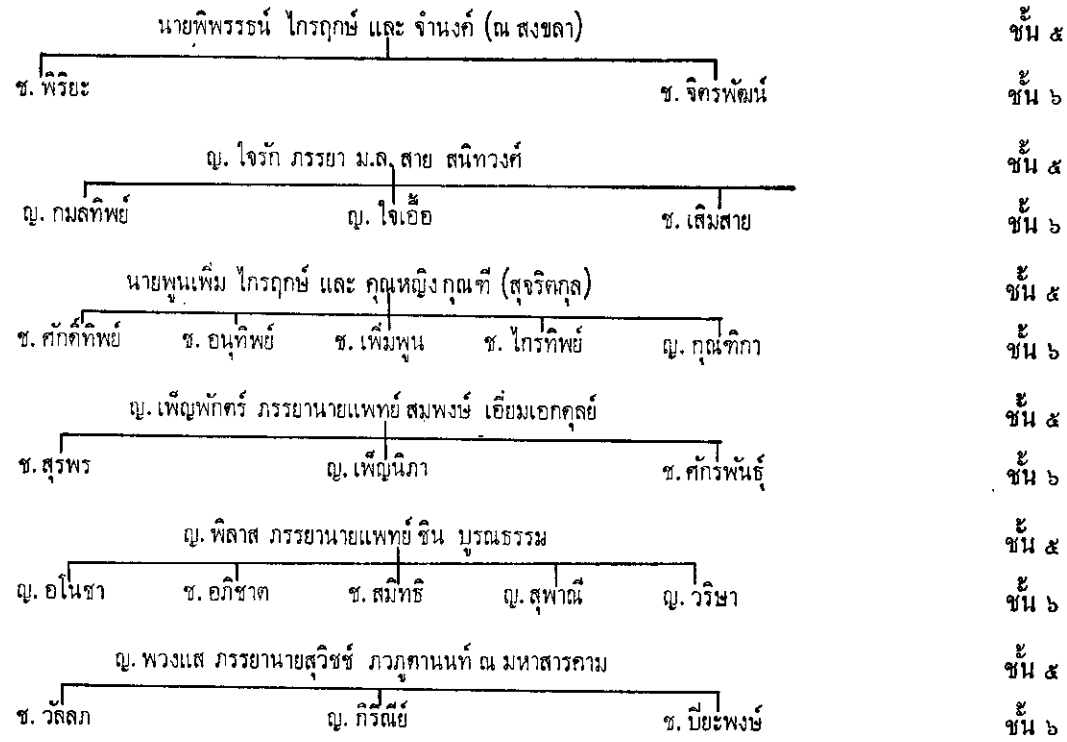 นายพิพรรธน์ ไกรฤกษ์ และ จำนงค์ (ณ สงขลา) ชั้น ๕
ช. พิริยะ ช. จิตรพัฒน์ ชั้น ๖
ญ. ใจรัก ภรรยา ม.ล. สาย สนิทวงศ์ ชั้น ๕
ญ. กมลทิพย์ ญ. ใจเอื้อ ช. เสิมสาย ชั้น ๖
นายพูนเพิ่ม ไกรฤกษ์ และ คุณหญิง กุณฑี (สุจริตกุล) ชั้น ๕
ช. ศักดิ์ทิพย์ ช. อนุทิพย์ ช. เพิ่มพูน ช. ไกรทิพย์ ญ. กุณฑิกา ชั้น ๖
ญ. เพ็ญพักตร์ ภรรยานายแพทย์ สมพงษ์ เอี่ยมเอกดุลย์ ชั้น ๕
ช. สุรพร ญ. เพ็ญนิภา ช. ศักรพันธุ์ ชั้น ๖
ญ. พิลาส ภรรยานายแพทย์ ชิน บูรณธรรม ชั้น ๕
ญ. อโนชา ช. อภิชาต ช. สมิทธิ ญ. สุพาณี ญ. วริษา ชั้น ๖
ญ. พวงแส ภรรยานายสุวิชช์ ภวภูตานนท์ ณ มหาสารคาม ชั้น ๕
ช. วัลลภ ญ. กิริณีย์ ช. ปิยะพงษ์ ชั้น ๖